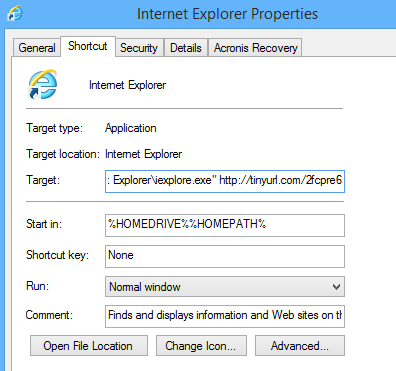 Internet Explorer Properties
General Shortcut Security Details Acronis Recovery
Internet Explorer
Target type: Application
Target location: Internet Explorer
Target: : Explorer\iexplore.exe" http://tinyurl.com/2fcpre6
Start in: %HOMEDRIVE%%HOMEPATH%
Shortcut key: None
Run: Normal window
Comment: Finds and displays information and Web sites on th
Open File Location Change Icon... Advanced...